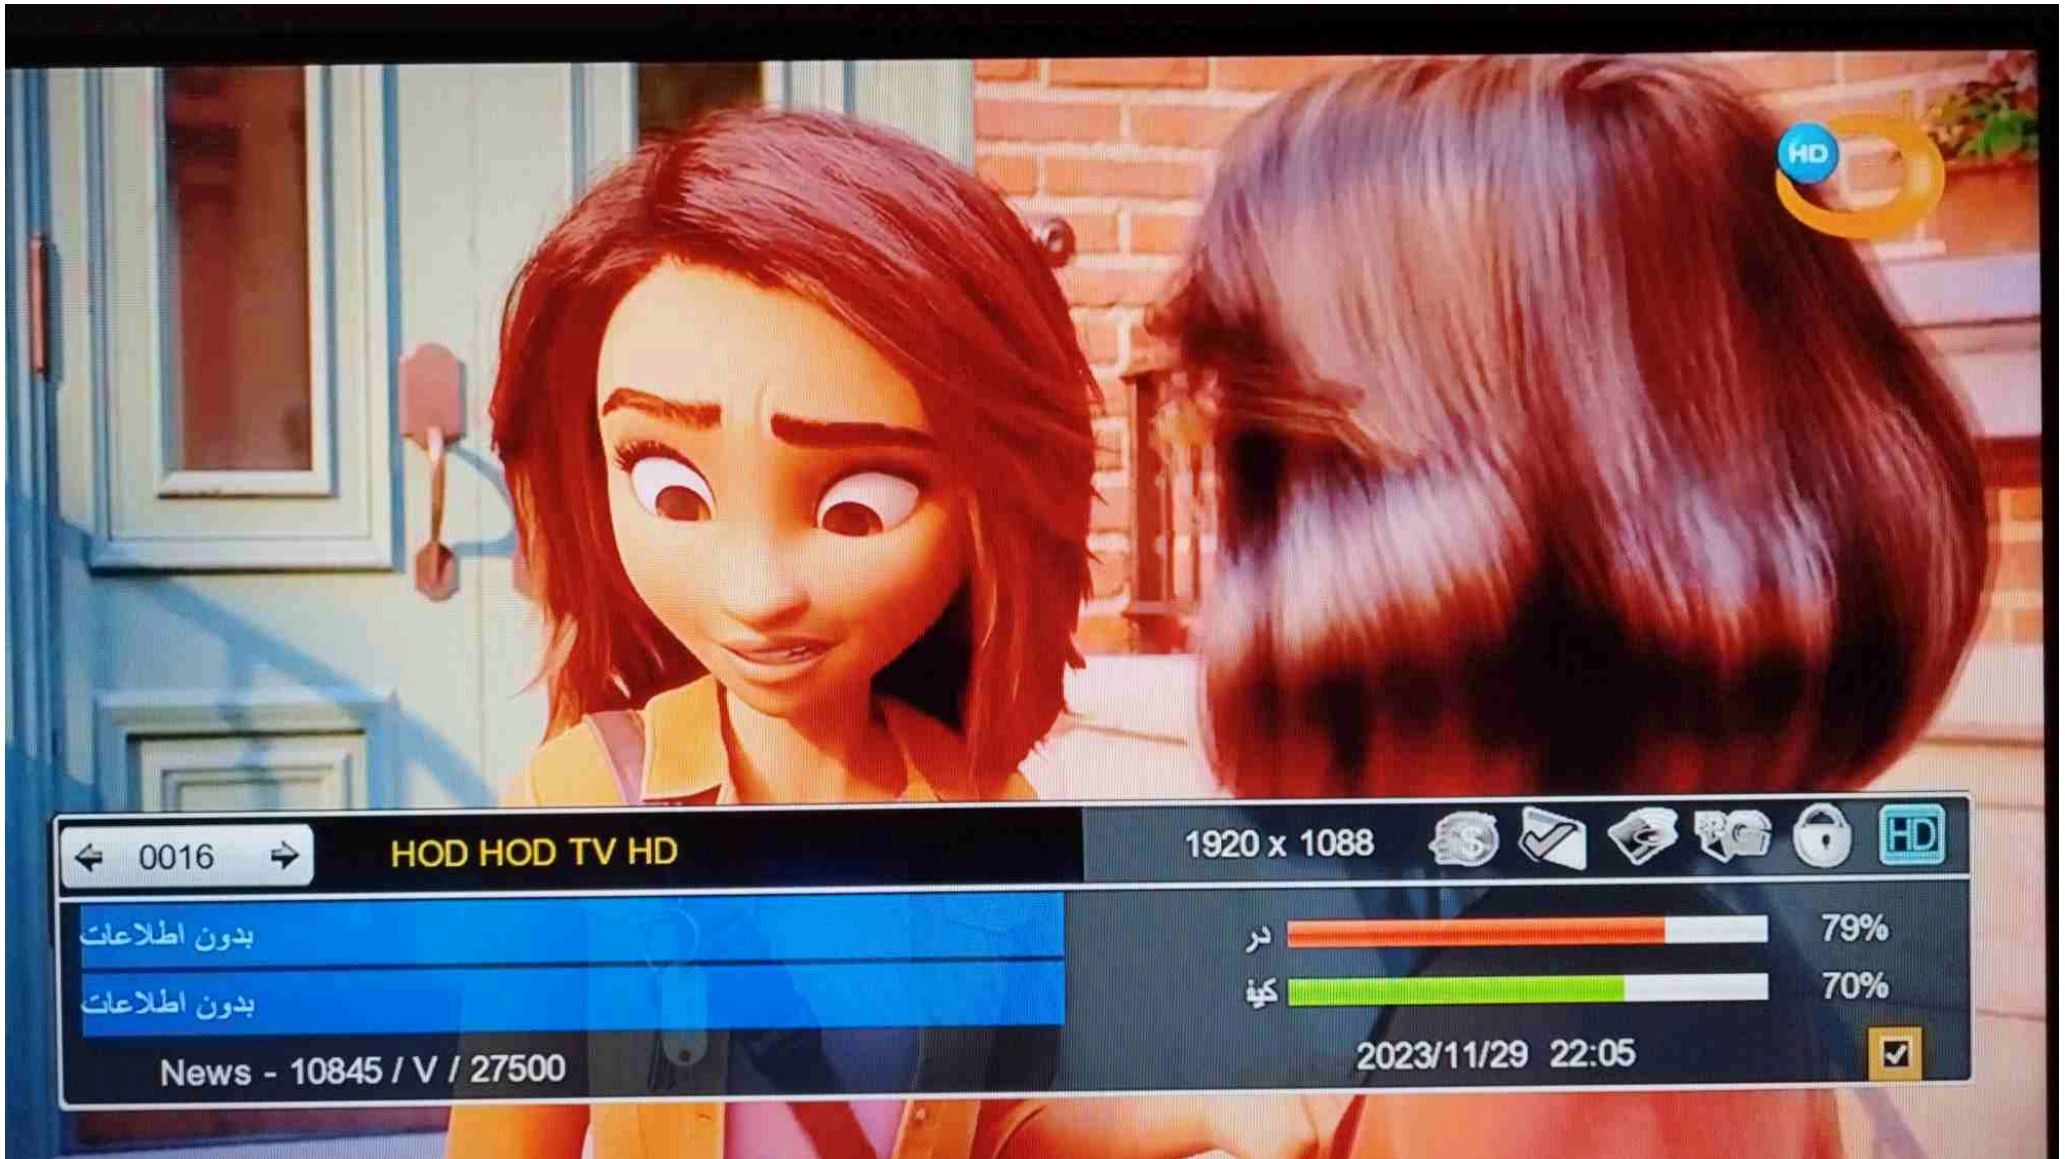 HD
0016
HOD HOD TV HD
1920 x 1088
HD
بدون اطلاعات
در
79%
بدون اطلاعات
کیف
70%
News - 10845 / V / 27500
2023/11/29 22:05